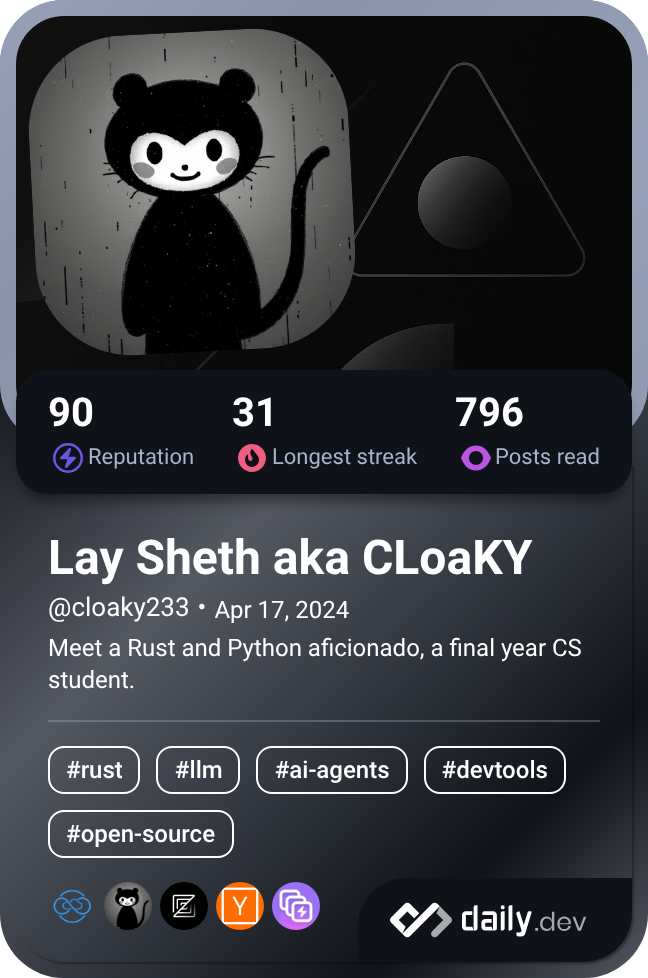 90 31 796
Reputation Longest streak Posts read
Lay Sheth aka CLoaKY
@cloaky233 • Apr 17, 2024
Meet a Rust and Python aficionado, a final year CS
student.
#rust #llm #ai-agents #devtools
#open-source
Y
daily.dev